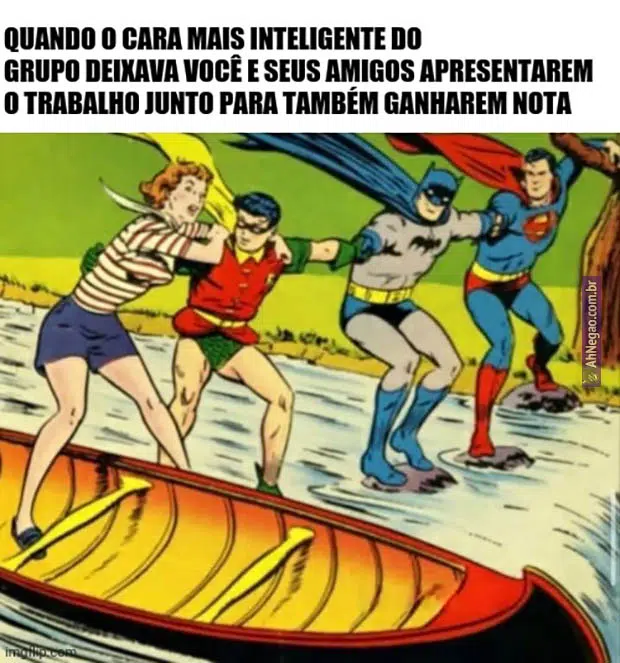 QUANDO O CARA MAIS INTELIGENTE DO
GRUPO DEIXAVA VOCÊ E SEUS AMIGOS APRESENTAREM
O TRABALHO JUNTO PARA TAMBÉM GANHAREM NOTA
AhNegao.com.br
imgflip.com